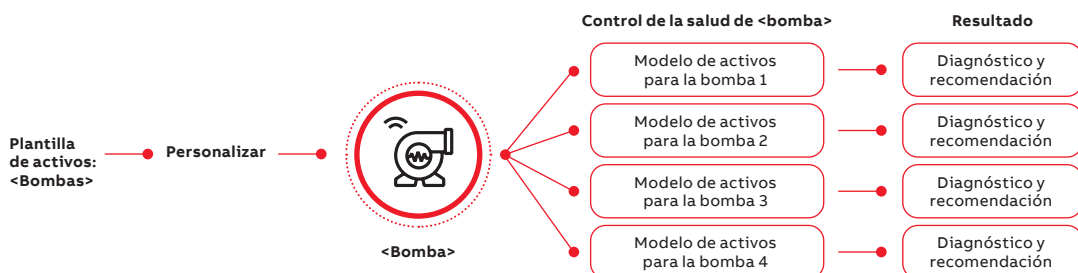 Control de la salud de <bomba>
Resultado
Modelo de activos
para la bomba 1
Diagnóstico y
recomendación
Modelo de activos
para la bomba 2
Diagnóstico y
recomendación
Plantilla
de activos:
<Bombas>
Personalizar
Modelo de activos
para la bomba 3
Diagnóstico y
recomendación
<Bomba>
Modelo de activos
para la bomba 4
Diagnóstico y
recomendación